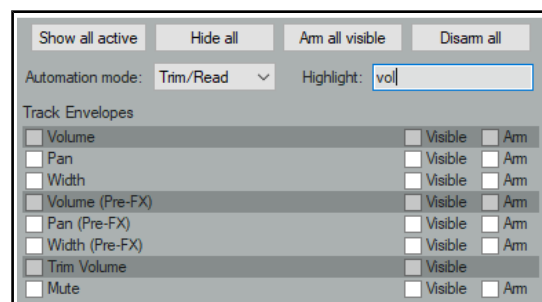 Show all active Hide all Arm all visible Disarm all
Automation mode: Trim/Read Highlight: vol
Track Envelopes
Volume Visible Arm
Pan Visible Arm
Width Visible Arm
Volume (Pre-FX) Visible Arm
Pan (Pre-FX) Visible Arm
Width (Pre-FX) Visible Arm
Trim Volume Visible
Mute Visible Arm